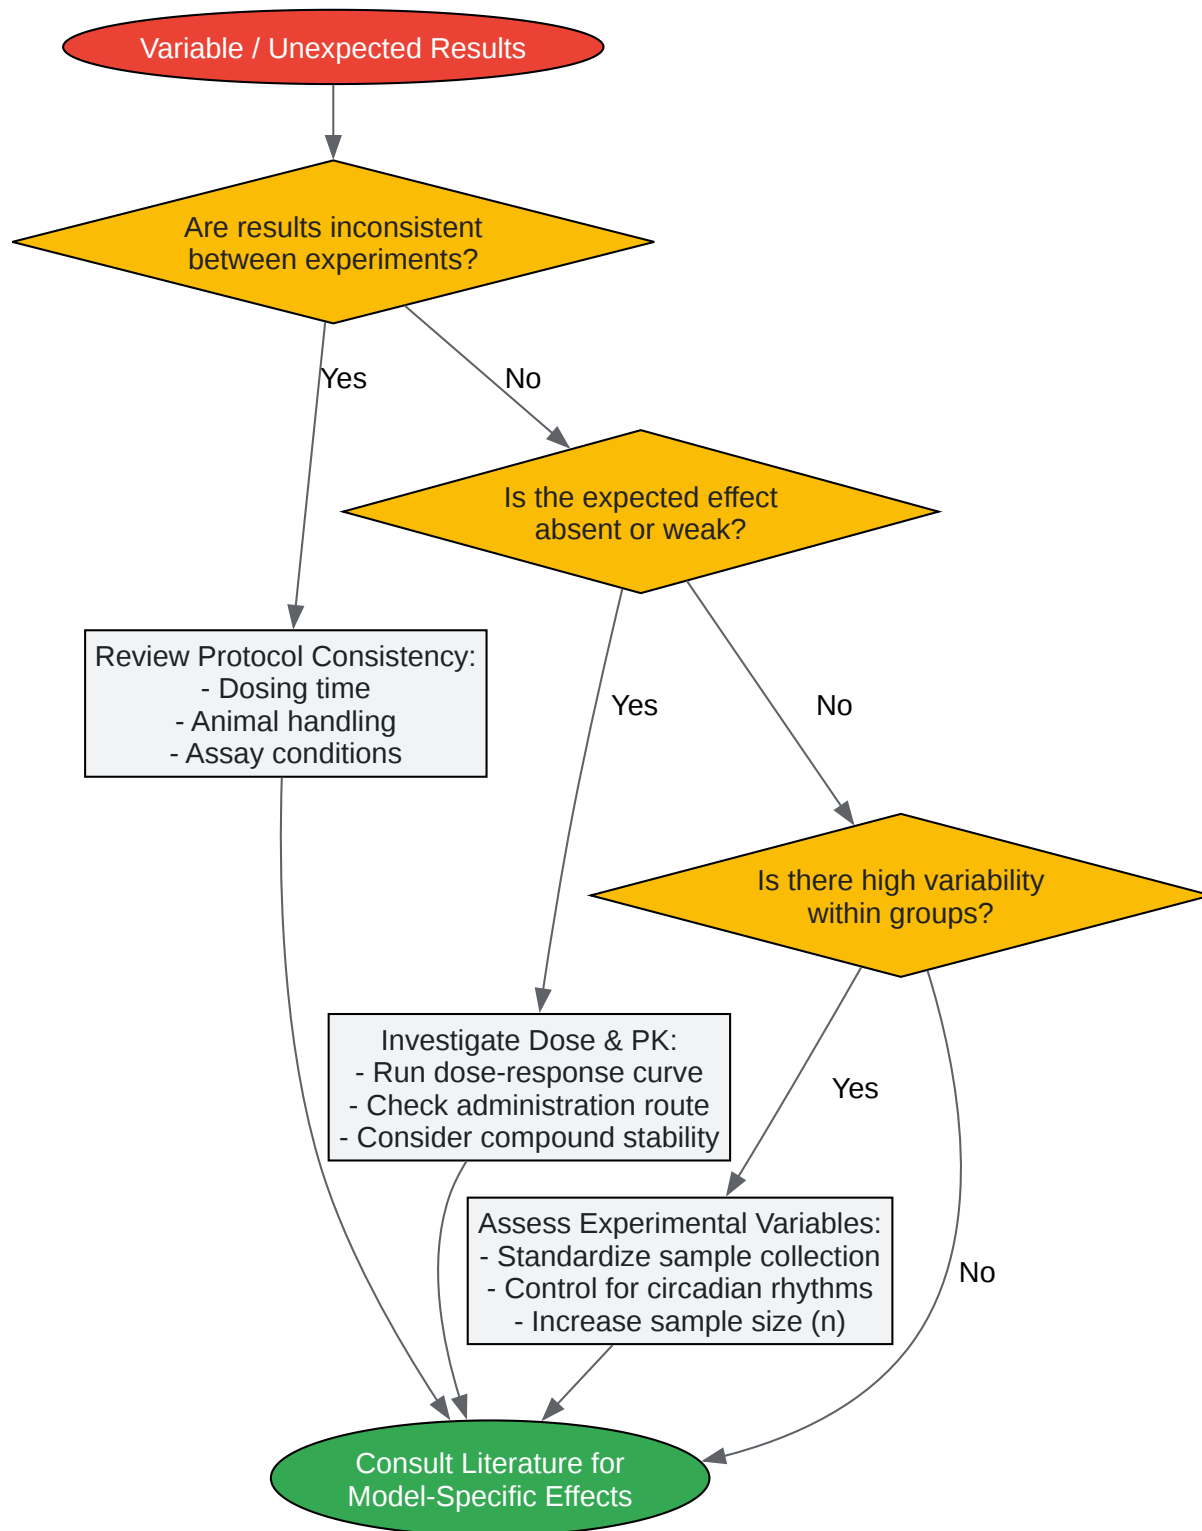 Variable / Unexpected Results
Are results inconsistent
between experiments?
Yes
No
Is the expected effect
absent or weak?
Review Protocol Consistency:
- Dosing time
- Animal handling
- Assay conditions
Yes
No
Is there high variability
within groups?
Investigate Dose & PK:
- Run dose-response curve
- Check administration route
- Consider compound stability
Yes
Assess Experimental Variables:
- Standardize sample collection
- Control for circadian rhythms
- Increase sample size (n)
No
Consult Literature for
Model-Specific Effects